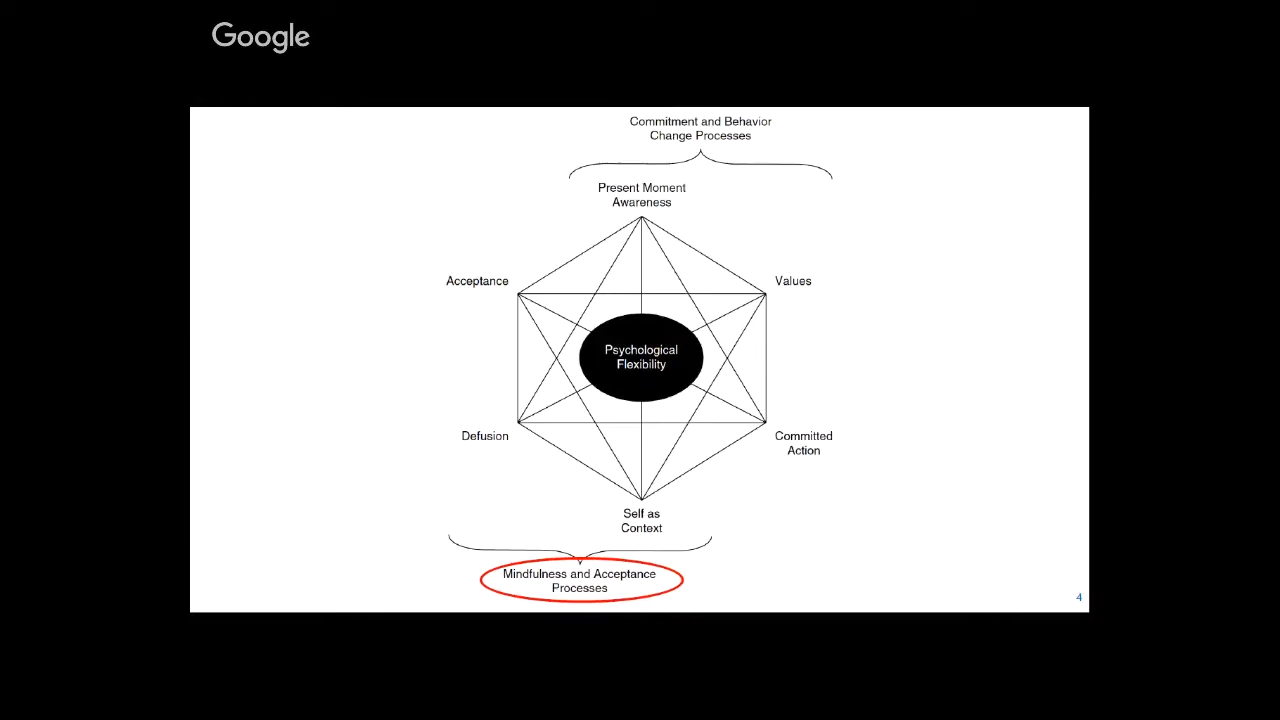 Google
Commitment and Behavior
Change Processes
Present Moment
Awareness
Acceptance
Values
Psychological
Flexibility
Defusion
Committed
Action
Self as
Context
Mindfulness and Acceptance
Processes
4